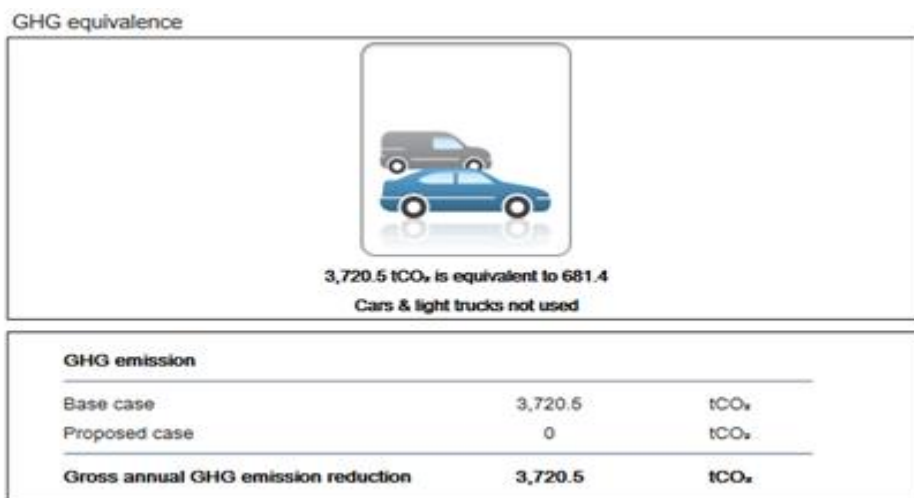 GHG equivalence
3,720.5 tCO₂ is equivalent to 681.4
Cars & light trucks not used
GHG emission
Base case 3,720.5 tCO₂
Proposed case 0 tCO₂
Gross annual GHG emission reduction 3,720.5 tCO₂